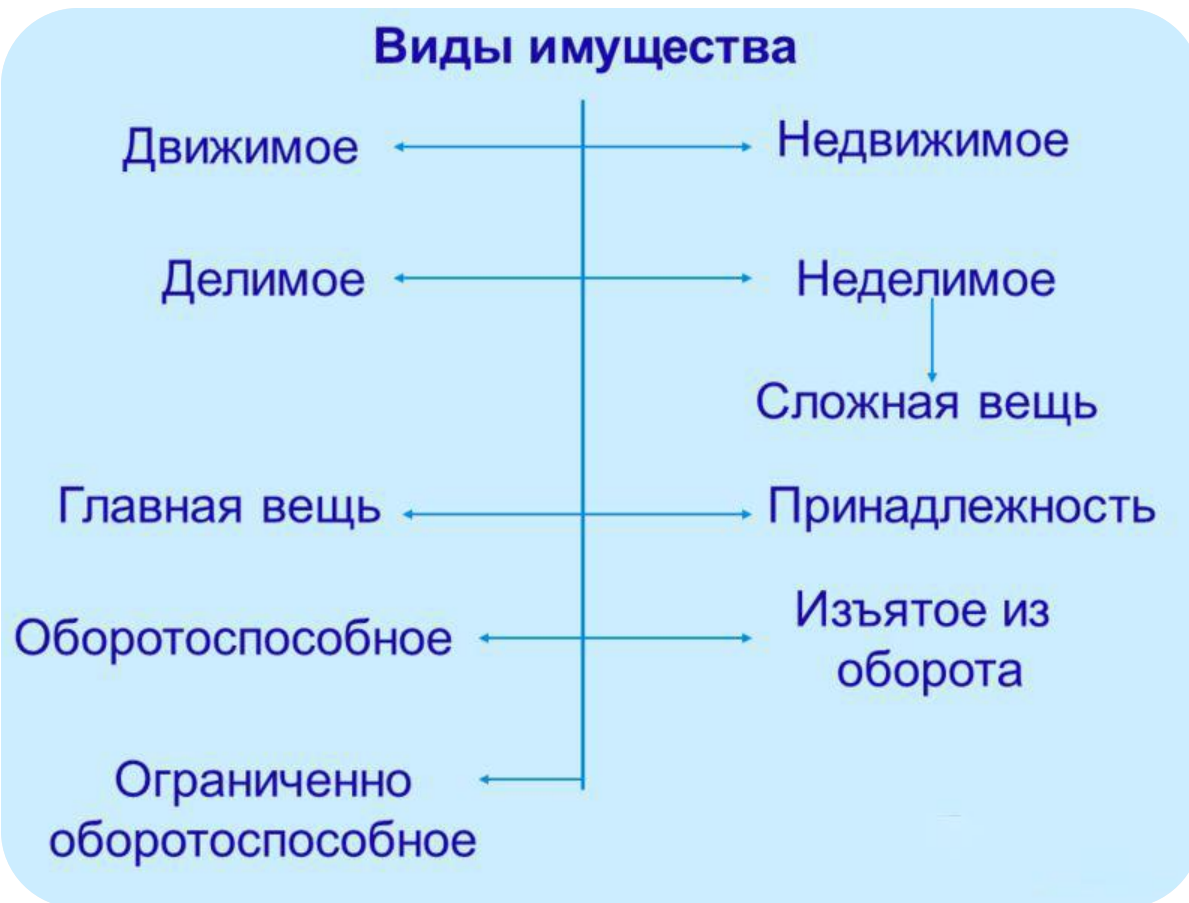 Виды имущества
Движимое
Недвижимое
Делимое
Неделимое
Сложная вещь
Главная вещь
Принадлежность
Оборотоспособное
Изъятое из
оборота
Ограниченно
оборотоспособное